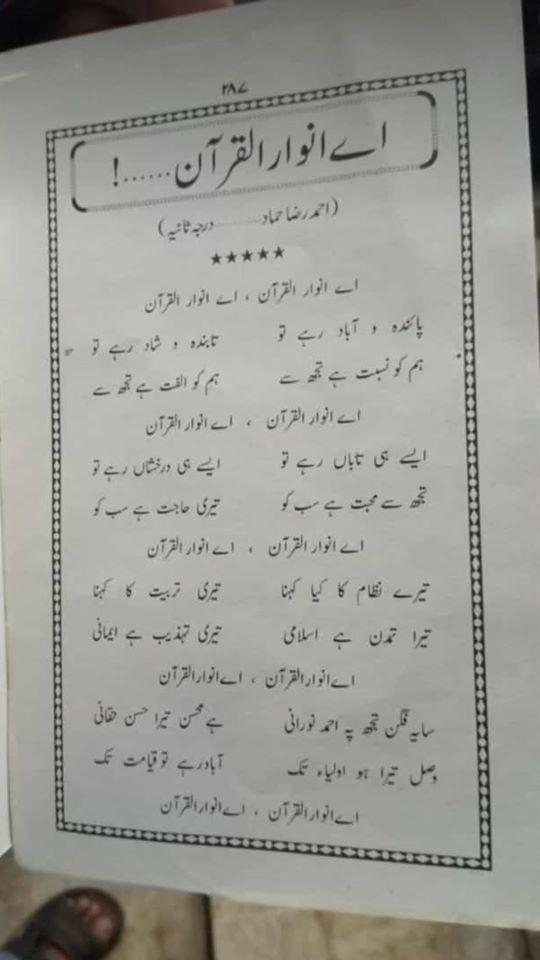 ۲۸۷
اے انوار القرآن......!
(احمد رضا حماد..........درجہ ثانیہ)
★★★★★
اے انوار القرآن ، اے انوار القرآن
پائندہ و آباد رہے تو تابندہ و شاد رہے تو
ہم کو نسبت ہے تجھ سے ہم کو الفت ہے تجھ سے
اے انوار القرآن ، اے انوار القرآن
ایسے ہی تاباں رہے تو ایسے ہی درخشاں رہے تو
تجھ سے محبت ہے سب کو تیری حاجت ہے سب کو
اے انوار القرآن ، اے انوار القرآن
تیرے نظام کا کیا کہنا تیری تربیت کا کہنا
تیرا تمدن ہے اسلامی تیری تہذیب ہے ایمانی
اے انوار القرآن ، اے انوار القرآن
سایہ فگن تجھ پہ احمد نورانی ہے محسن تیرا حسن حقانی
وصل تیرا ہو اولیاء تک آباد رہے تو قیامت تک
اے انوار القرآن ، اے انوار القرآن